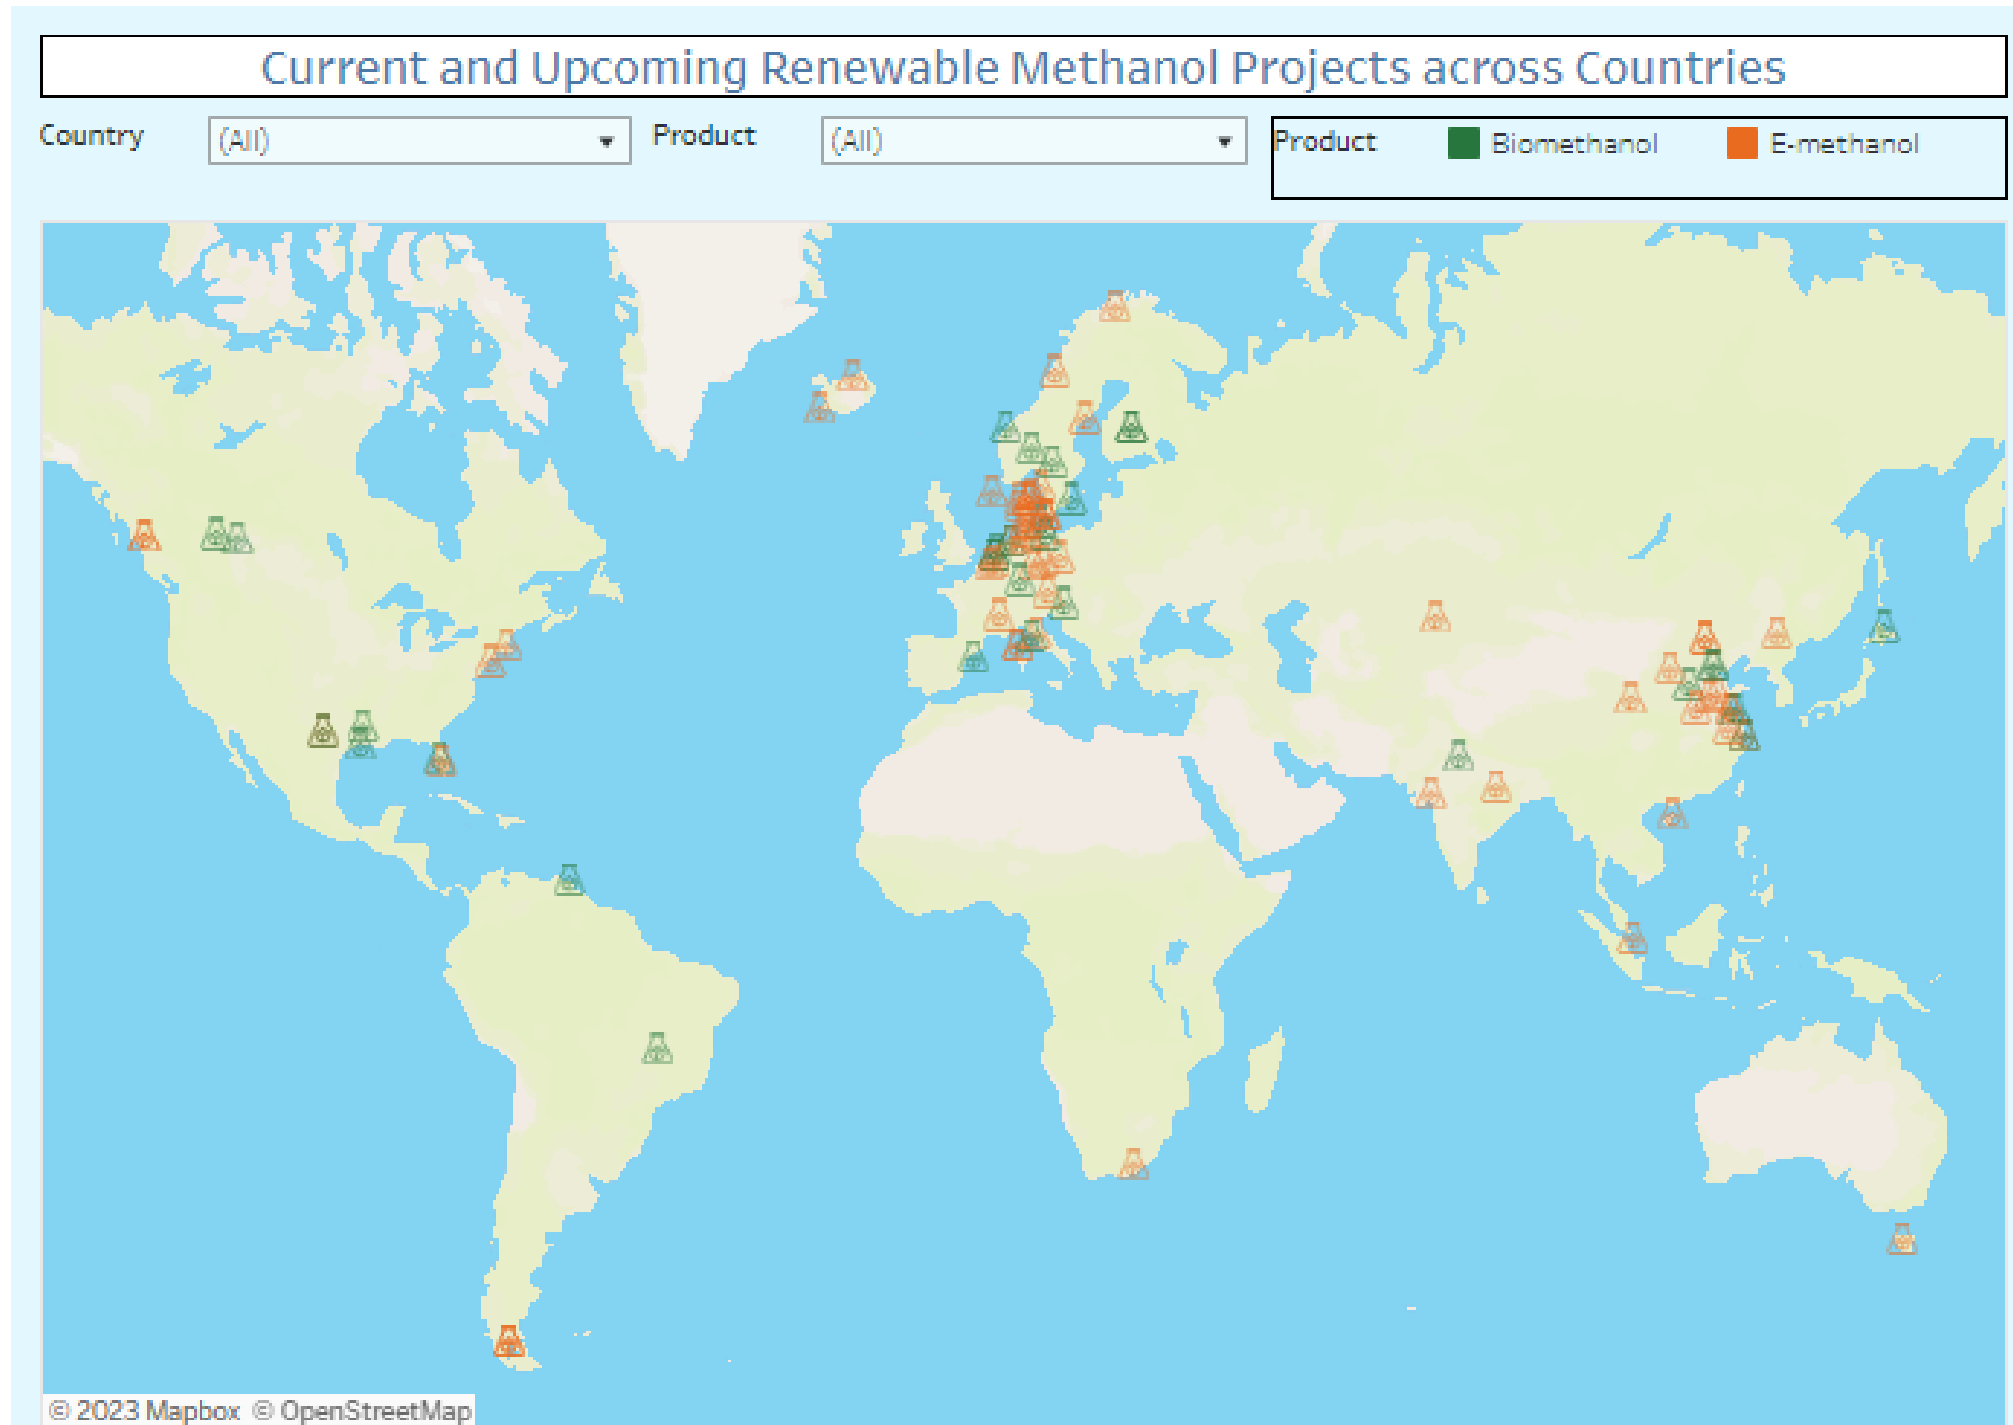 Current and Upcoming Renewable Methanol Projects across Countries
Country (All) Product (All) Product Biomethanol E-methanol
© 2023 Mapbox © OpenStreetMap